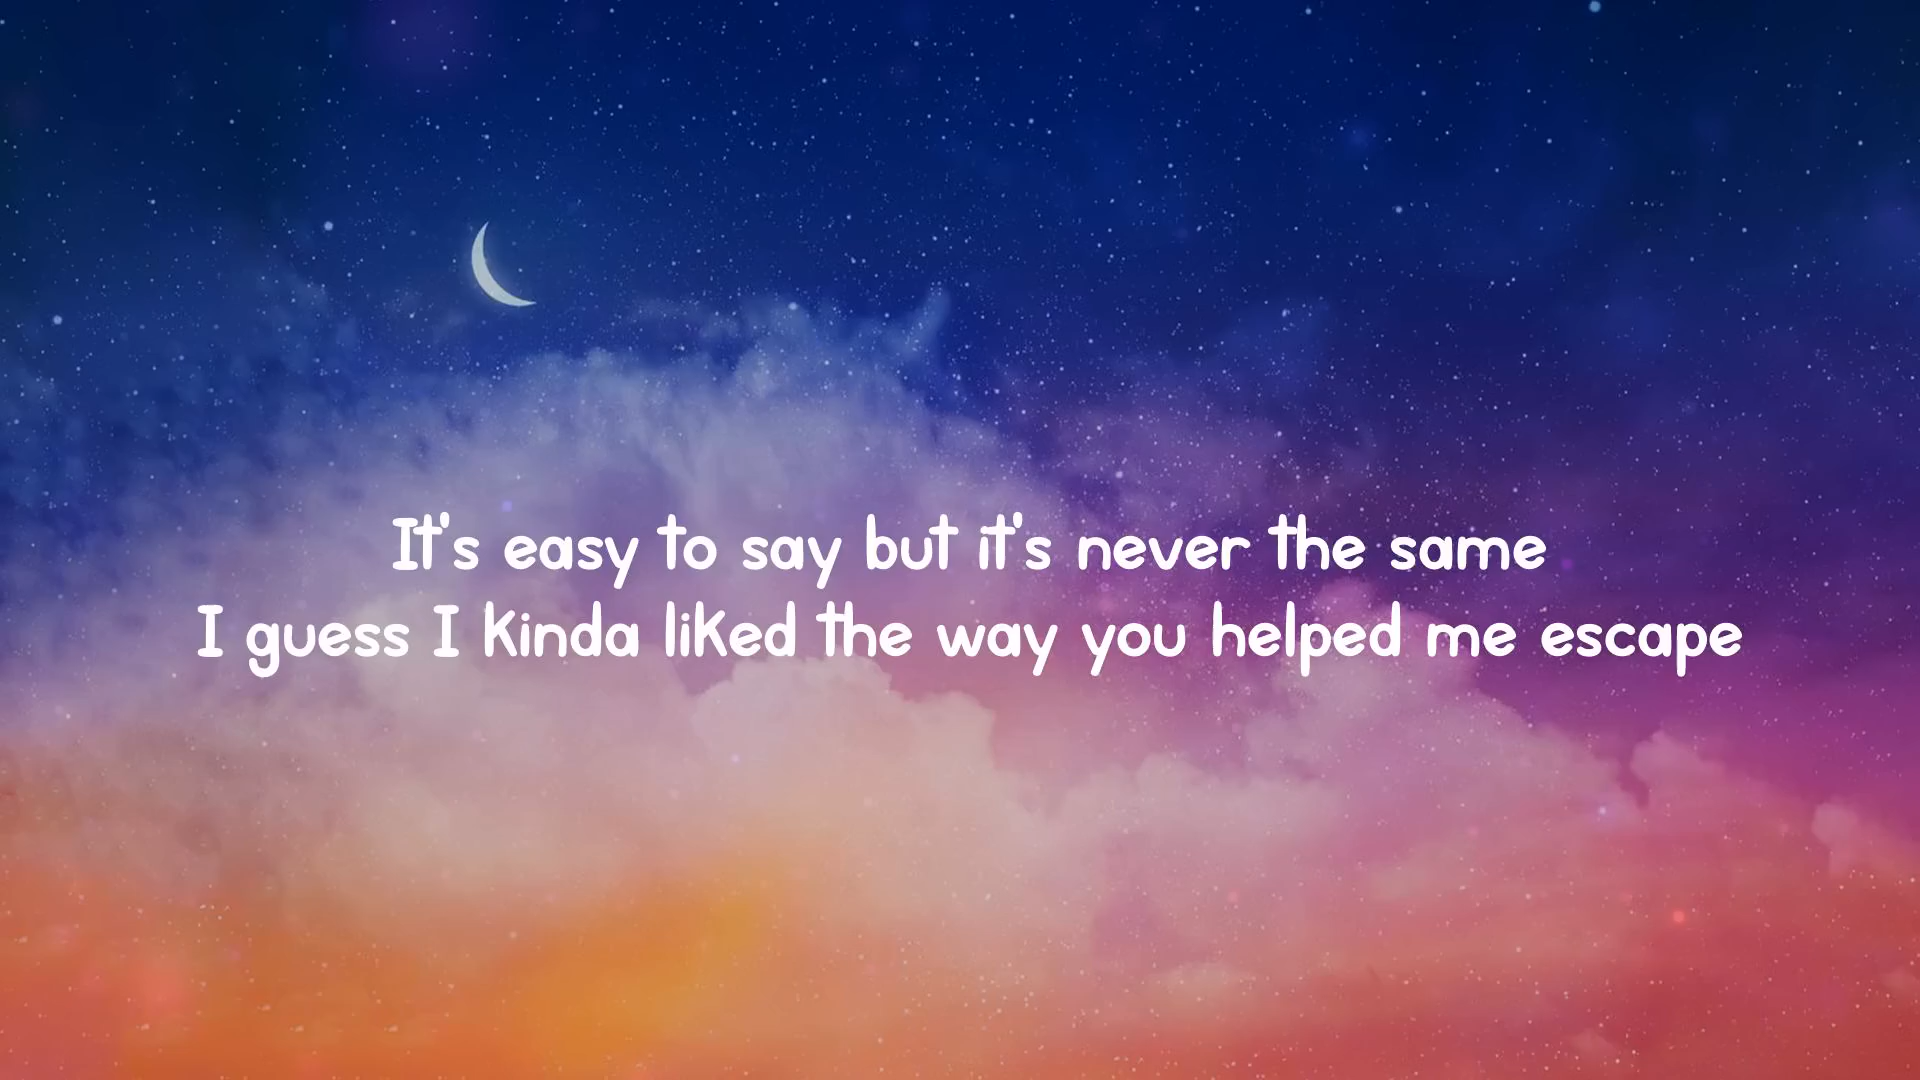 It's easy to say but it's never the same
I guess I kinda liked the way you helped me escape